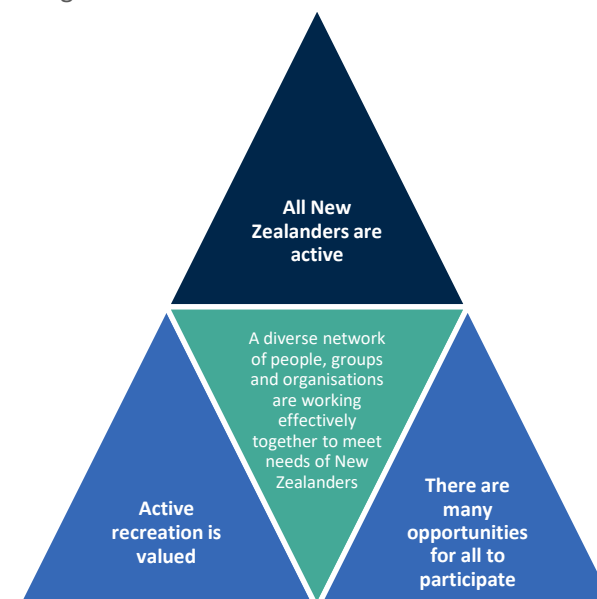 All New
Zealanders are
active
A diverse network
of people, groups
and organisations
are working
effectively
together to meet
needs of New
Zealanders
Active
recreation is
valued
There are
many
opportunities
for all to
participate